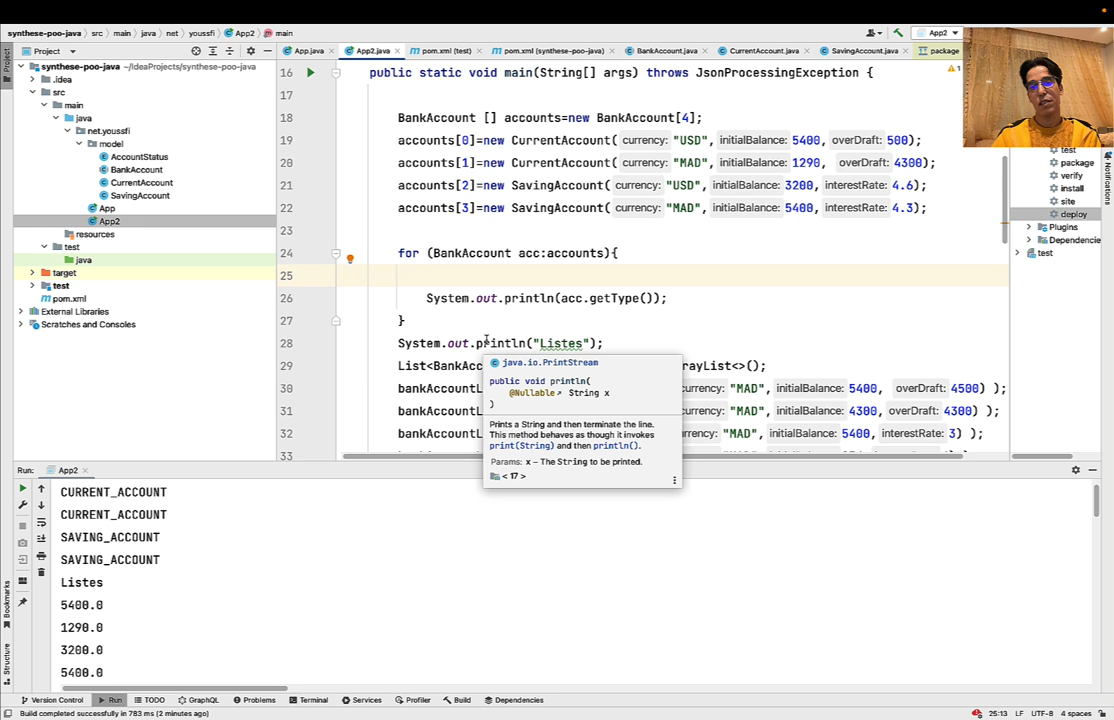 synthese-poo-java › src › main › java › net › youssfi › App2 › main
App2
Project
App.java
App2.java
pom.xml (test)
pom.xml (synthese-poo-java)
BankAccount.java
CurrentAccount.java
SavingAccount.java
package
synthese-poo-java ~/IdeaProjects/synthese-poo-java
.idea
src
main
java
net.youssfi
model
AccountStatus
BankAccount
CurrentAccount
SavingAccount
App
App2
resources
test
java
target
test
pom.xml
External Libraries
Scratches and Consoles
16 public static void main(String[] args) throws JsonProcessingException {
17
18 BankAccount [] accounts=new BankAccount[4];
19 accounts[0]=new CurrentAccount( currency: "USD", initialBalance: 5400, overDraft: 500);
20 accounts[1]=new CurrentAccount( currency: "MAD", initialBalance: 1290, overDraft: 4300);
21 accounts[2]=new SavingAccount( currency: "USD", initialBalance: 3200, interestRate: 4.6);
22 accounts[3]=new SavingAccount( currency: "MAD", initialBalance: 5400, interestRate: 4.3);
23
24 for (BankAccount acc:accounts){
25
26 System.out.println(acc.getType());
27 }
28 System.out.println("Listes");
29 List<BankAcc rayList<>();
30 bankAccountL currency: "MAD", initialBalance: 5400, overDraft: 4500) );
31 bankAccountL currency: "MAD", initialBalance: 4300, overDraft: 4300) );
32 bankAccountL currency: "MAD", initialBalance: 5400, interestRate: 3) );
33
java.io.PrintStream
public void println(
@Nullable String x
)
Prints a String and then terminate the line.
This method behaves as though it invokes
print(String) and then println().
Params: x – The String to be printed.
< 17 >
1
test
package
verify
install
site
deploy
Plugins
Dependencie
test
Notifications
Project
Bookmarks
Structure
Run: App2
CURRENT_ACCOUNT
CURRENT_ACCOUNT
SAVING_ACCOUNT
SAVING_ACCOUNT
Listes
5400.0
1290.0
3200.0
5400.0
Version Control
Run
TODO
GraphQL
Problems
Terminal
Services
Profiler
Build
Dependencies
Build completed successfully in 783 ms (2 minutes ago)
25:13 LF UTF-8 4 spaces